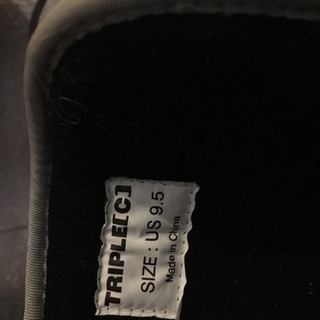 TRIPLE[C]
SIZE : US 9.5
Made in China